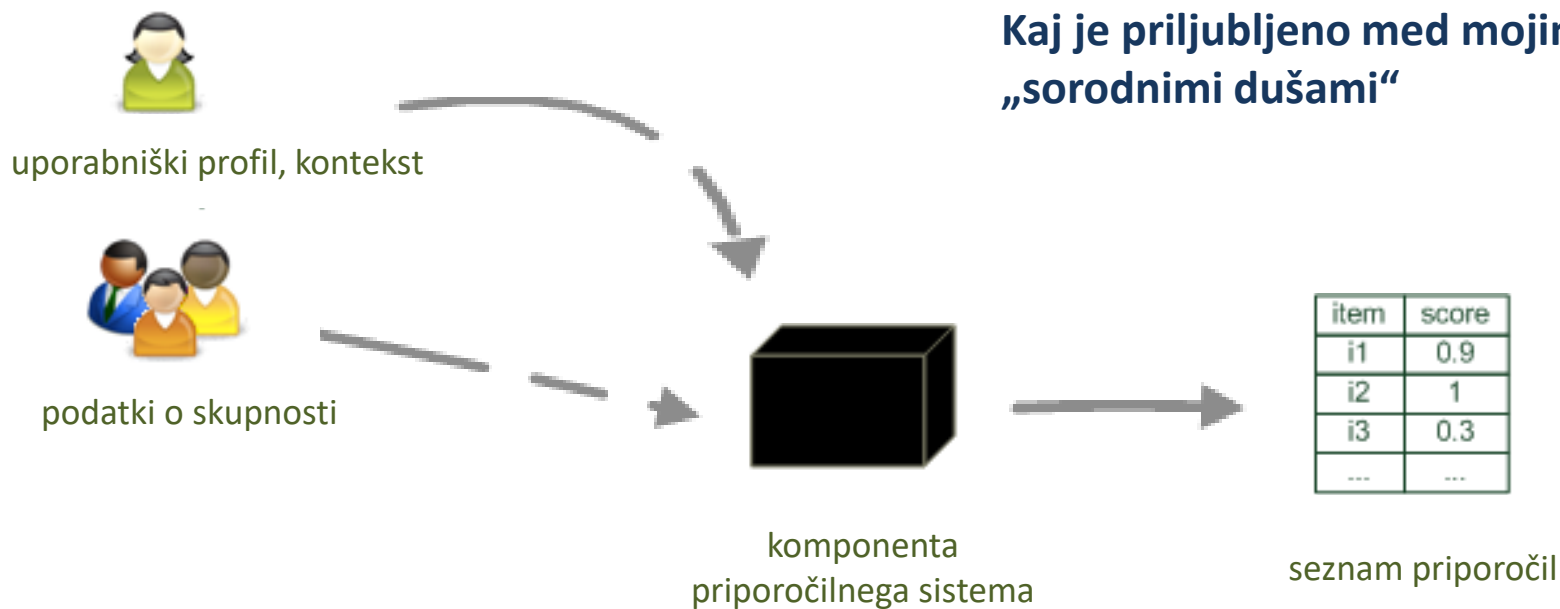 Kaj je priljubljeno med
„sorodnimi dušami“
uporabniški profil, kontekst
podatki o skupnosti
item score
i1 0.9
i2 1
i3 0.3
... ...
komponenta
priporočilnega sistema
seznam priporočil